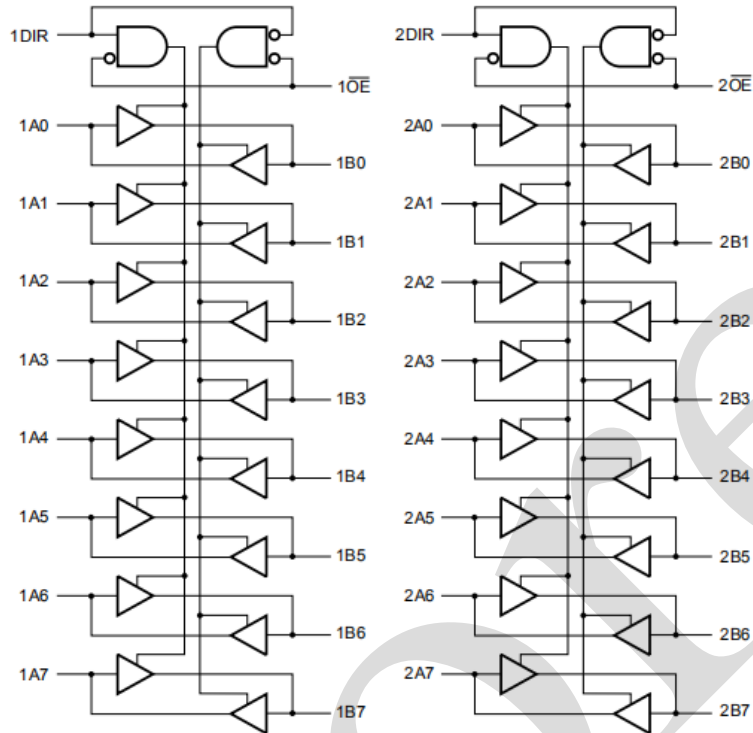 1DIR 2DIR
1OE 2OE
1A0 2A0
1B0 2B0
1A1 2A1
1B1 2B1
1A2 2A2
1B2 2B2
1A3 2A3
1B3 2B3
1A4 2A4
1B4 2B4
1A5 2A5
1B5 2B5
1A6 2A6
1B6 2B6
1A7 2A7
1B7 2B7